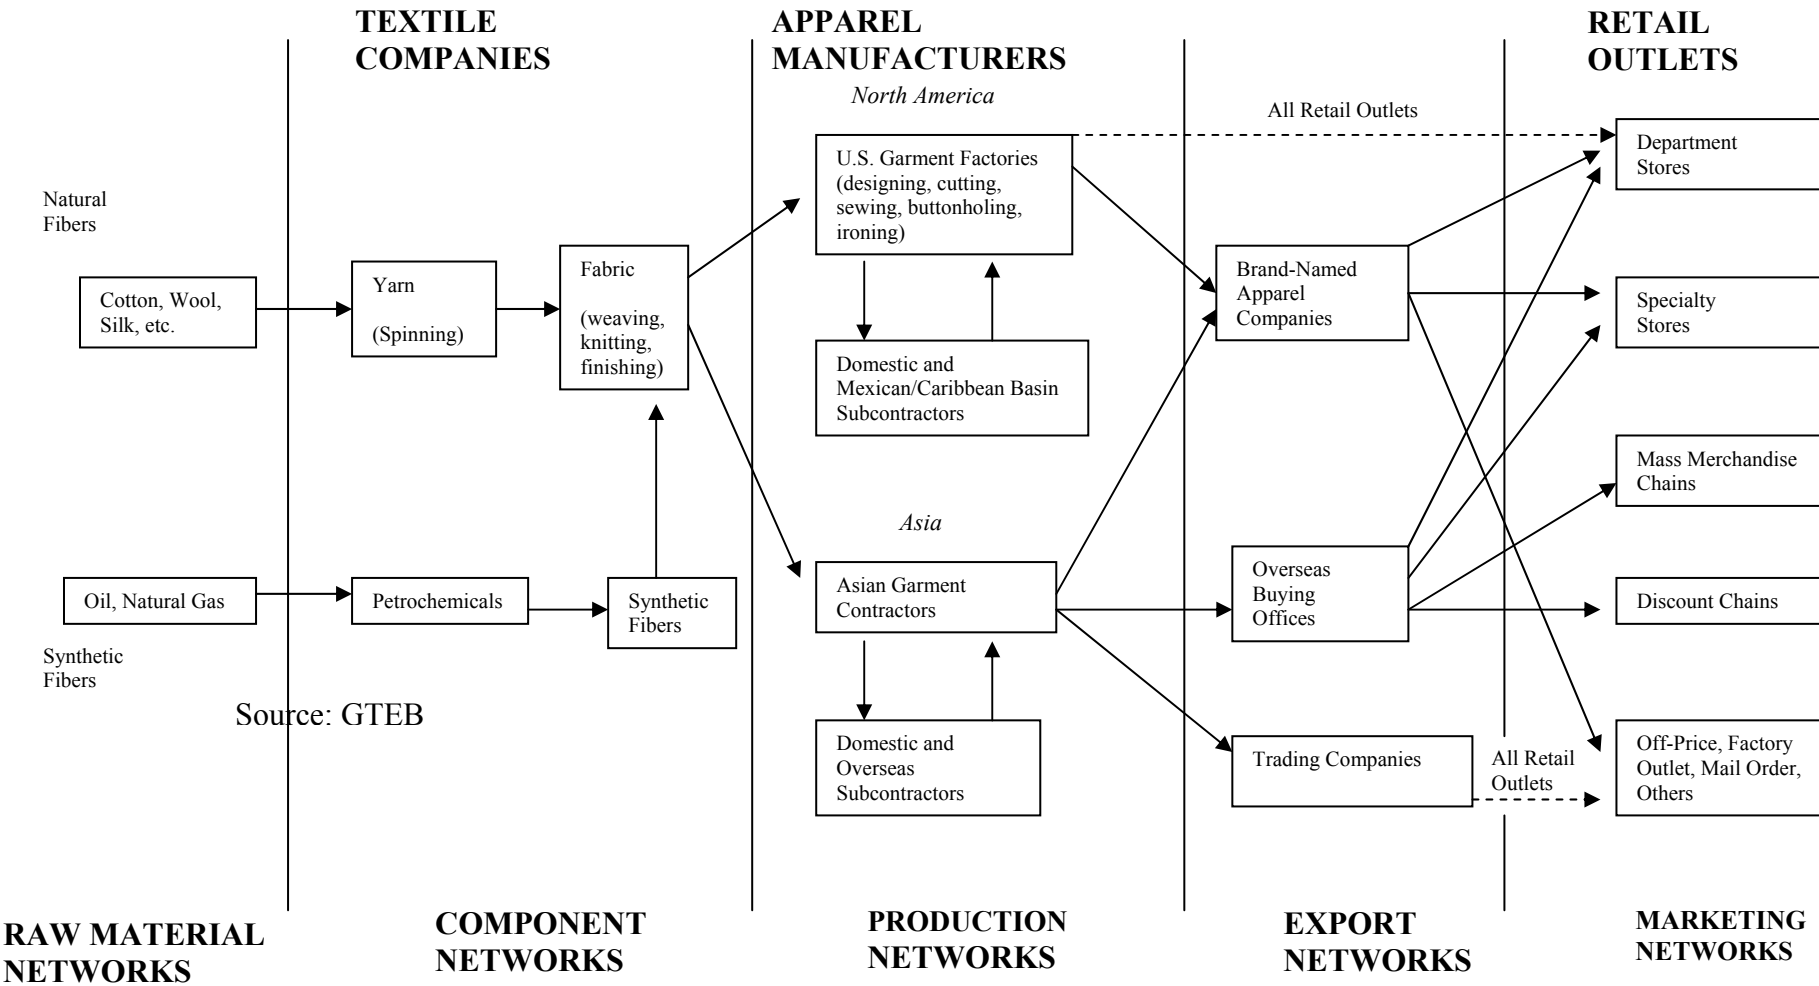 TEXTILE
COMPANIES
APPAREL
MANUFACTURERS
RETAIL
OUTLETS
North America
All Retail Outlets
Natural
Fibers
Cotton, Wool,
Silk, etc.
Yarn
(Spinning)
Fabric
(weaving,
knitting,
finishing)
U.S. Garment Factories
(designing, cutting,
sewing, buttonholing,
ironing)
Domestic and
Mexican/Caribbean Basin
Subcontractors
Brand-Named
Apparel
Companies
Department
Stores
Specialty
Stores
Mass Merchandise
Chains
Asia
Oil, Natural Gas
Petrochemicals
Synthetic
Fibers
Asian Garment
Contractors
Overseas
Buying
Offices
Discount Chains
Synthetic
Fibers
Source: GTEB
Domestic and
Overseas
Subcontractors
Trading Companies
All Retail
Outlets
Off-Price, Factory
Outlet, Mail Order,
Others
RAW MATERIAL
NETWORKS
COMPONENT
NETWORKS
PRODUCTION
NETWORKS
EXPORT
NETWORKS
MARKETING
NETWORKS